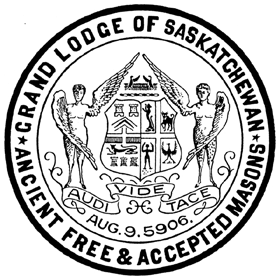 ★ GRAND LODGE OF SASKATCHEWAN ★
ANCIENT FREE & ACCEPTED MASONS
AUDI VIDE TACE
AUG. 9. 5906.